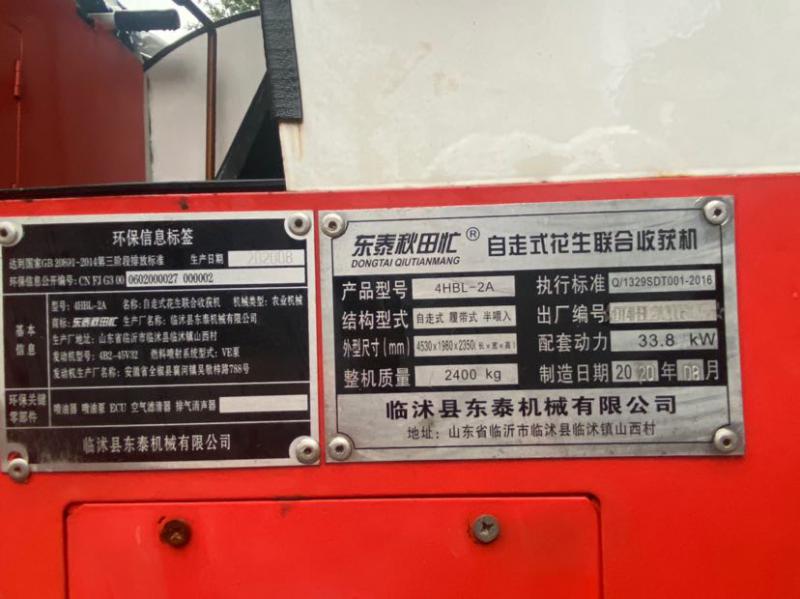 环保信息标签
达到国家GB 20891-2014第三阶段排放标准 生产日期 202008
环保信息公开编号: CN FJ G3 00 0602000027 000002
基本信息
型号: 4HBL-2A 名称: 自走式花生联合收获机 机械类型: 农业机械
商标: 东泰秋田忙 生产厂名称: 临沭县东泰机械有限公司
生产厂地址: 山东省临沂市临沭县临沭镇山西村
发动机型号: 4B2-45V32 燃料喷射系统型式: VE泵
发动机生产厂名称: 安徽省全椒县襄河镇吴敬梓路788号
环保关键零部件
喷油器 喷油泵 ECU 空气滤清器 排气消声器
临沭县东泰机械有限公司
东泰秋田忙® 自走式花生联合收获机
DONGTAI QIUTIANMANG
产品型号 4HBL-2A 执行标准 Q/1329SDT001-2016
结构型式 自走式 履带式 半喂入 出厂编号
外型尺寸(mm) 4530×1980×2350(长×宽×高) 配套动力 33.8 kW
整机质量 2400 kg 制造日期 2020年08月
临沭县东泰机械有限公司
地址: 山东省临沂市临沭县临沭镇山西村